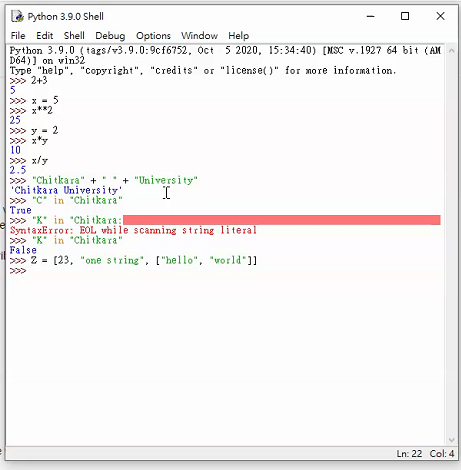 Python 3.9.0 Shell
File Edit Shell Debug Options Window Help
Python 3.9.0 (tags/v3.9.0:9cf6752, Oct  5 2020, 15:34:40) [MSC v.1927 64 bit (AM
D64)] on win32
Type "help", "copyright", "credits" or "license()" for more information.
>>> 2+3
5
>>> x = 5
>>> x**2
25
>>> y = 2
>>> x*y
10
>>> x/y
2.5
>>> "Chitkara" + " " + "University"
'Chitkara University'
>>> "C" in "Chitkara"
True
>>> "K" in "Chitkara:
SyntaxError: EOL while scanning string literal
>>> "K" in "Chitkara"
False
>>> Z = [23, "one string", ["hello", "world"]]
>>>
Ln: 22 Col: 4